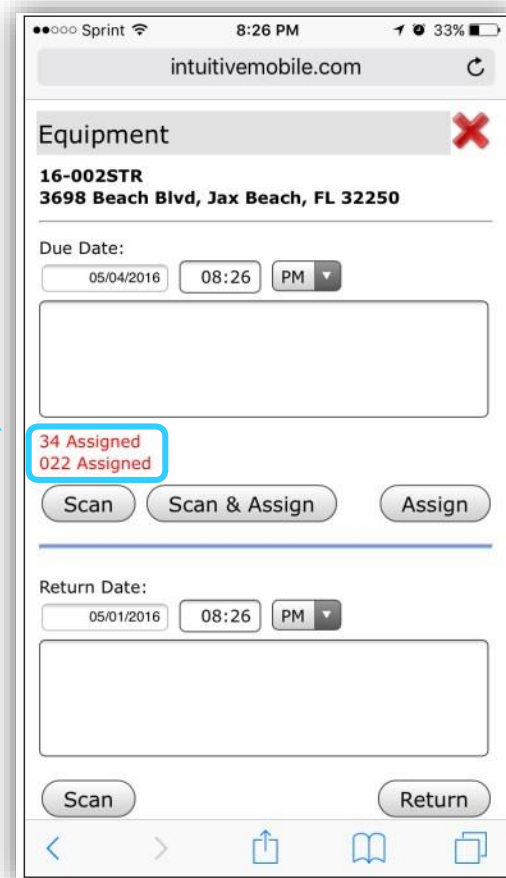 Sprint 8:26 PM 33%
intuitivemobile.com
Equipment
16-002STR
3698 Beach Blvd, Jax Beach, FL 32250
Due Date:
05/04/2016 08:26 PM
34 Assigned
022 Assigned
Scan Scan & Assign Assign
Return Date:
05/01/2016 08:26 PM
Scan Return